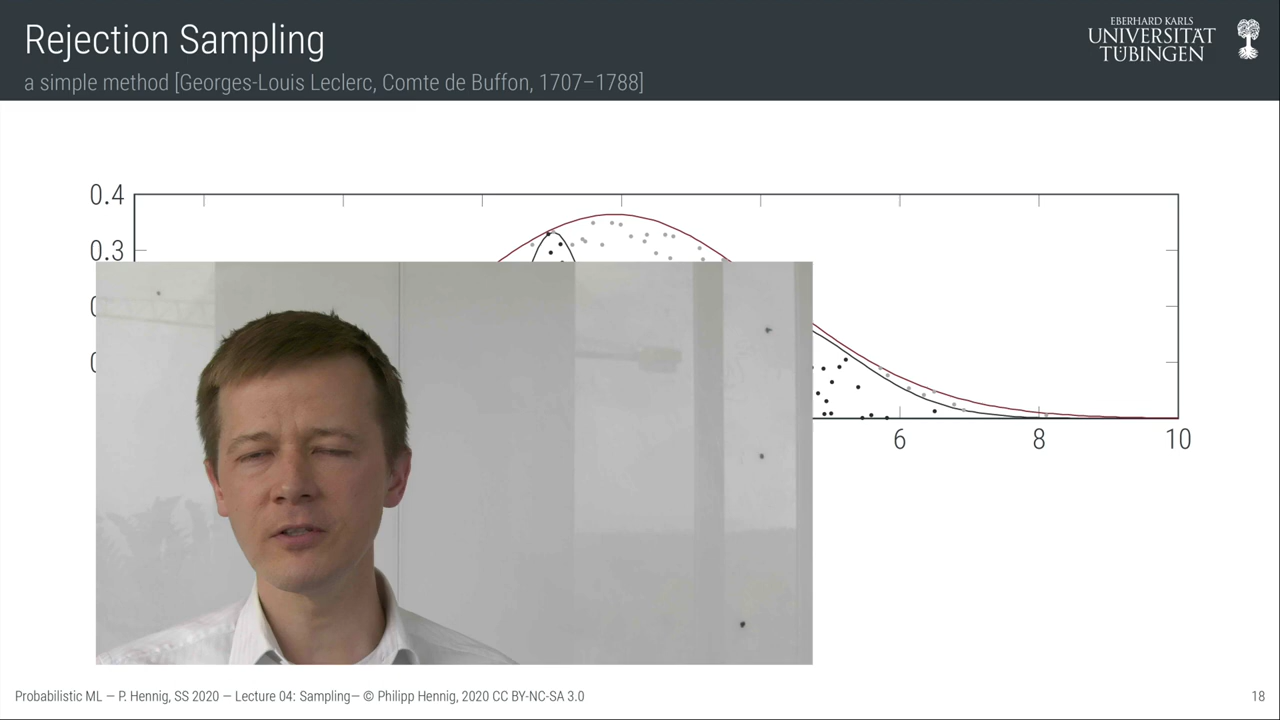 Rejection Sampling
a simple method [Georges-Louis Leclerc, Comte de Buffon, 1707–1788]
EBERHARD KARLS
UNIVERSITÄT
TÜBINGEN
0.4
0.3
0
0
6
8
10
Probabilistic ML — P. Hennig, SS 2020 — Lecture 04: Sampling— © Philipp Hennig, 2020 CC BY-NC-SA 3.0
18